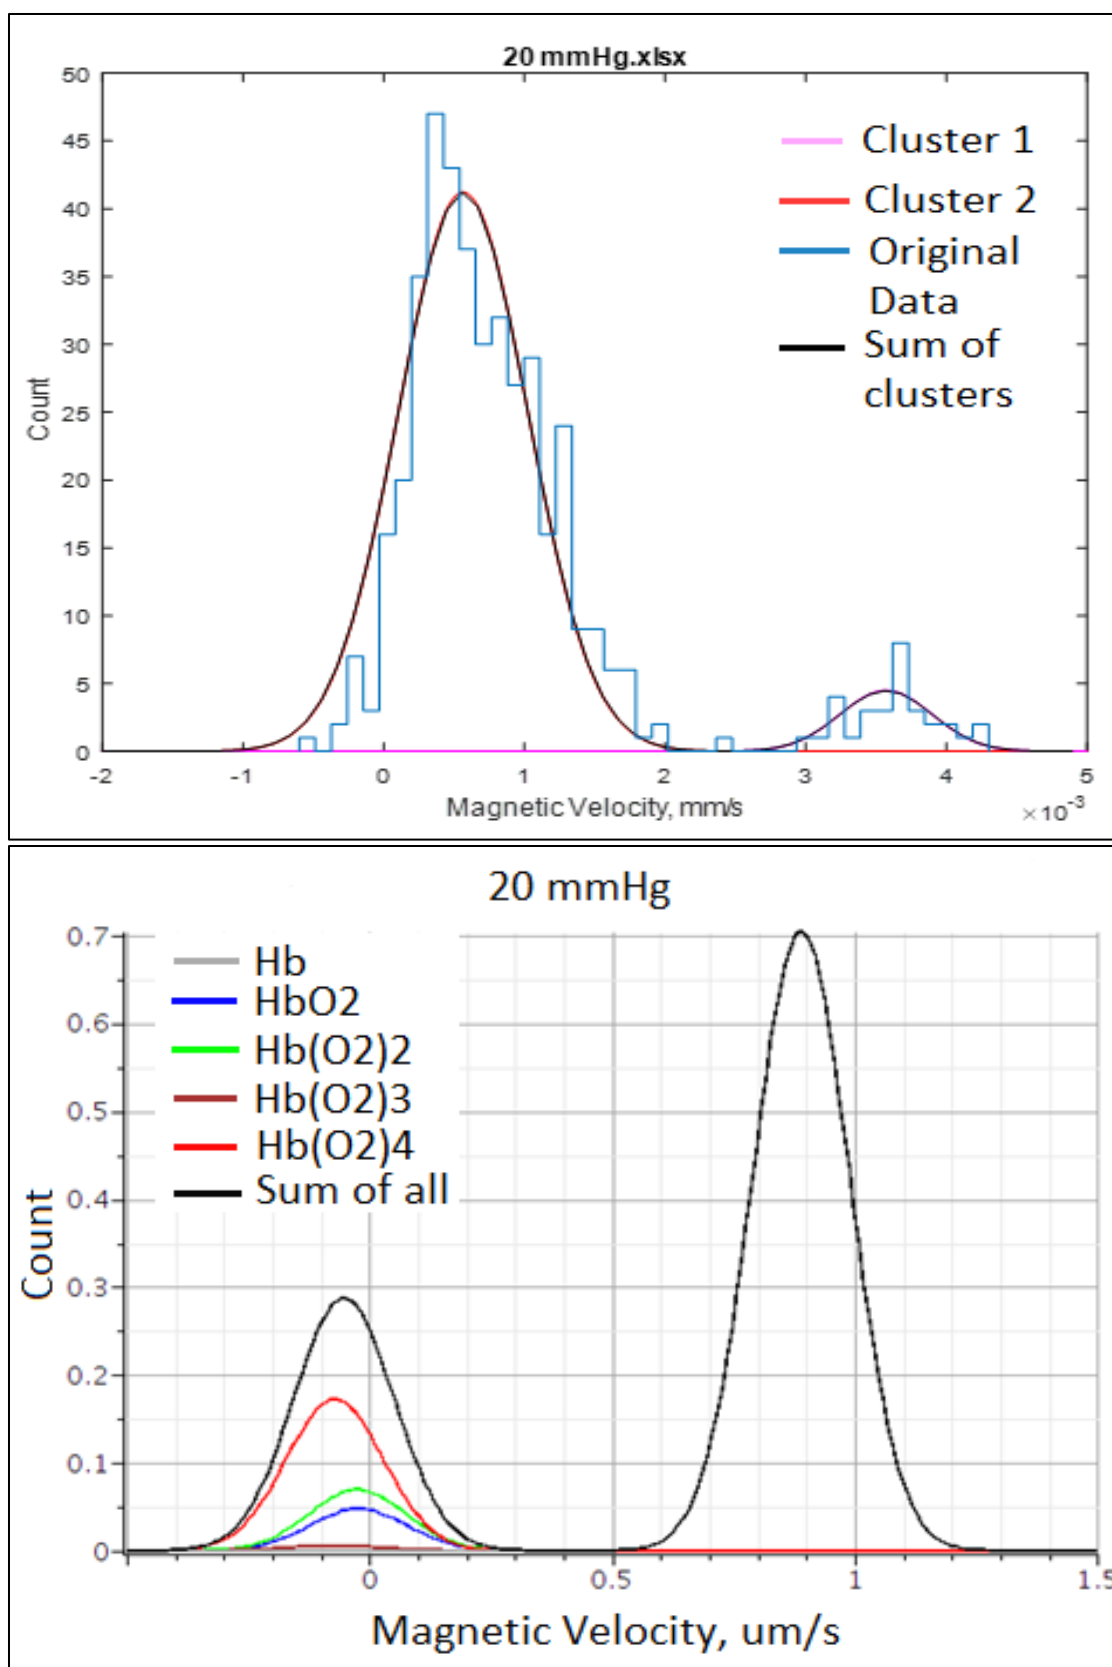 20 mmHg.xlsx
50
45
40
35
30
25
20
15
10
5
0
Count
Cluster 1
Cluster 2
Original
Data
Sum of
clusters
-2 -1 0 1 2 3 4 5
Magnetic Velocity, mm/s
×10-3
20 mmHg
0.7
0.6
0.5
0.4
0.3
0.2
0.1
0
Count
Hb
HbO2
Hb(O2)2
Hb(O2)3
Hb(O2)4
Sum of all
0 0.5 1 1.5
Magnetic Velocity, um/s